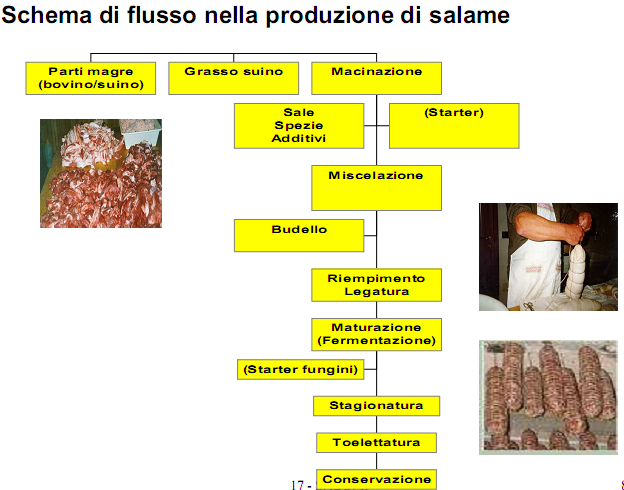 Schema di flusso nella produzione di salame
Parti magre
(bovino/suino)
Grasso suino
Macinazione
Sale
Spezie
Additivi
(Starter)
Miscelazione
Budello
Riempimento
Legatura
Maturazione
(Fermentazione)
(Starter fungini)
Stagionatura
Toelettatura
Conservazione
17 -